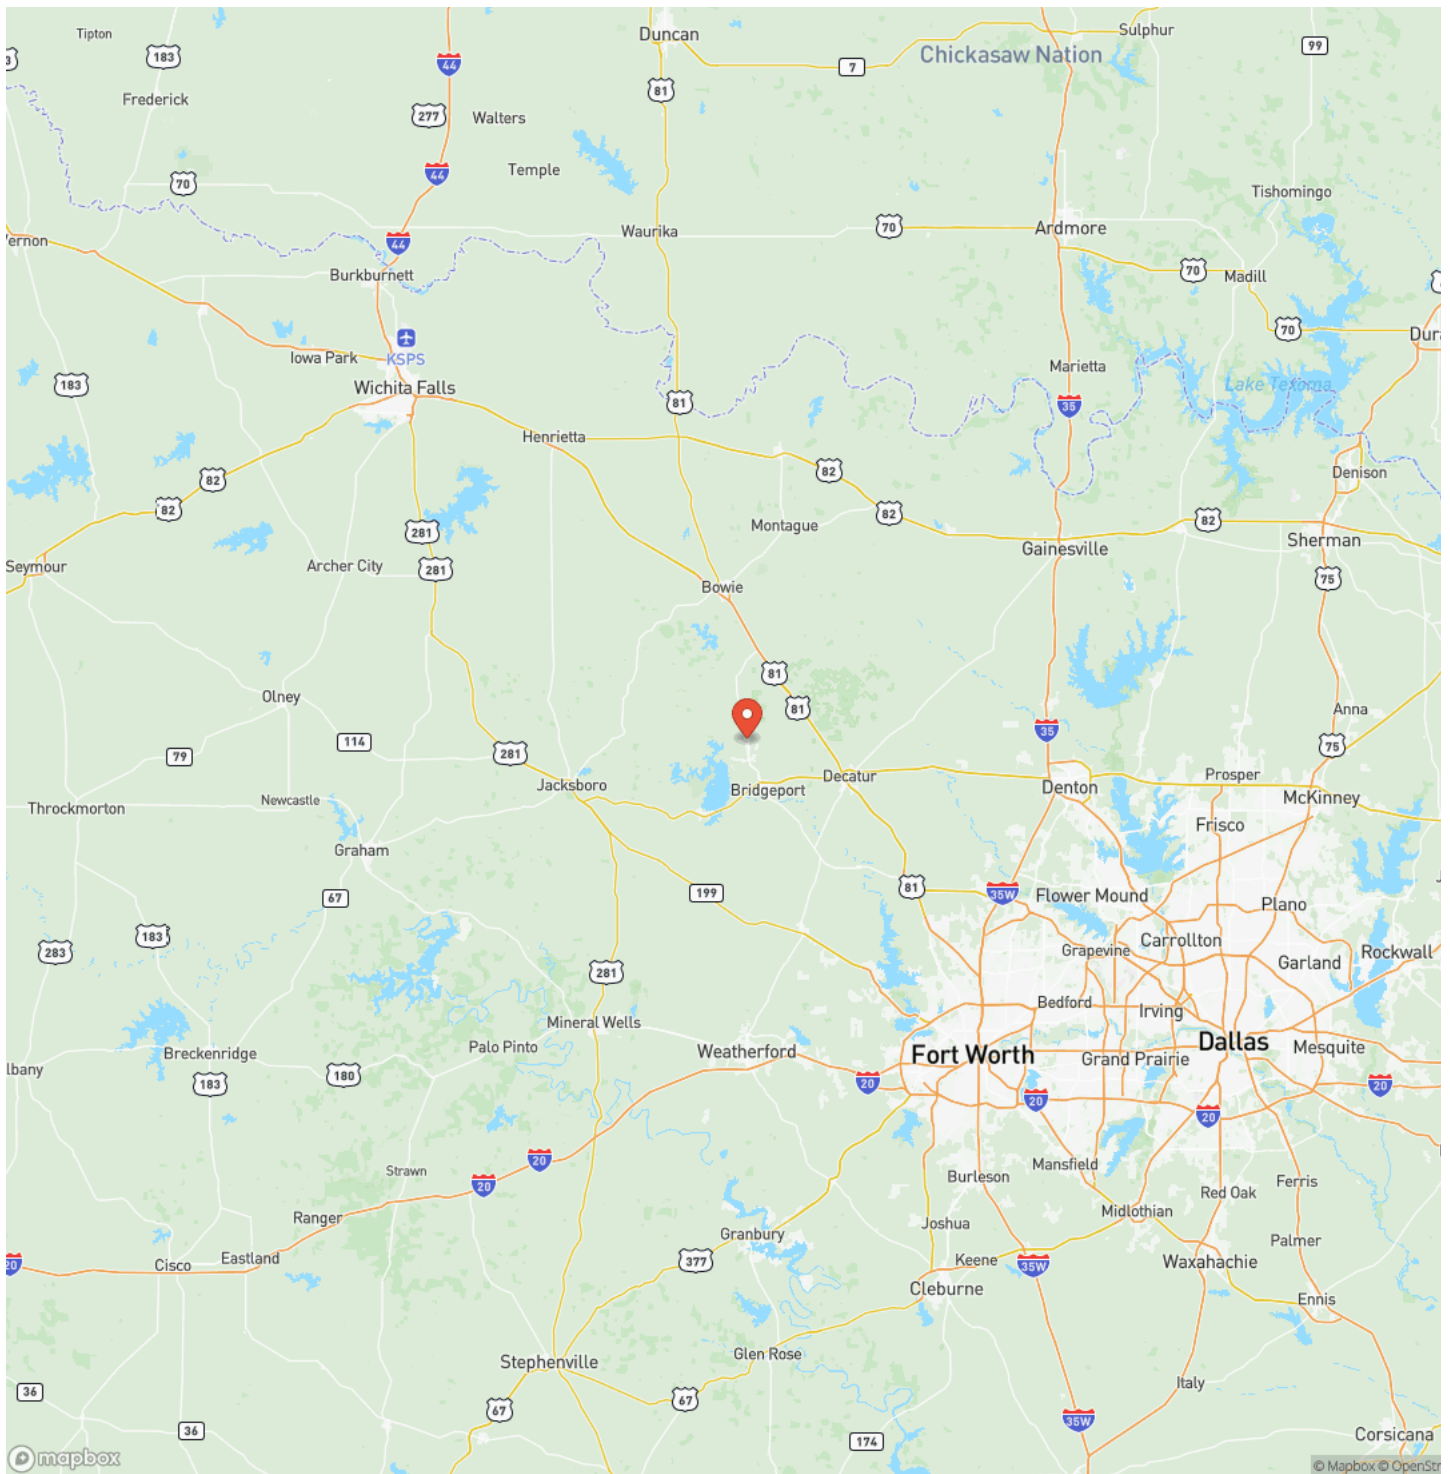 Tipton
183
3
Frederick
44
277
Walters
44
Temple
70
Duncan
81
7
Chickasaw Nation
Sulphur
99
Tishomingo
Waurika
70
Ardmore
70
Madill
70
Dura
ernon
44
Burkburnett
KSPS
Iowa Park
Wichita Falls
183
81
Marietta
35
Lake Texoma
Henrietta
82
82
82
82
82
Denison
Sherman
75
281
281
Montague
Gainesville
Seymour
Archer City
Bowie
81
81
Olney
114
79
281
35
Anna
75
Throckmorton
Newcastle
Jacksboro
Bridgeport
Decatur
Denton
Prosper
McKinney
Frisco
Graham
67
199
81
35W
Flower Mound
Plano
183
283
281
Grapevine
Carrollton
Garland
Rockwall
Mineral Wells
Bedford
Irving
Breckenridge
Palo Pinto
Weatherford
Fort Worth
Grand Prairie
Dallas
Mesquite
lbany
183
180
20
20
20
20
Strawn
20
20
Burleson
Mansfield
Red Oak
Ferris
Ranger
Joshua
Midlothian
Granbury
Palmer
20
Cisco
Eastland
377
Keene
35W
Waxahachie
Cleburne
Ennis
Stephenville
Glen Rose
36
67
67
Italy
36
174
35W
Corsicana
mapbox
© Mapbox © OpenStr